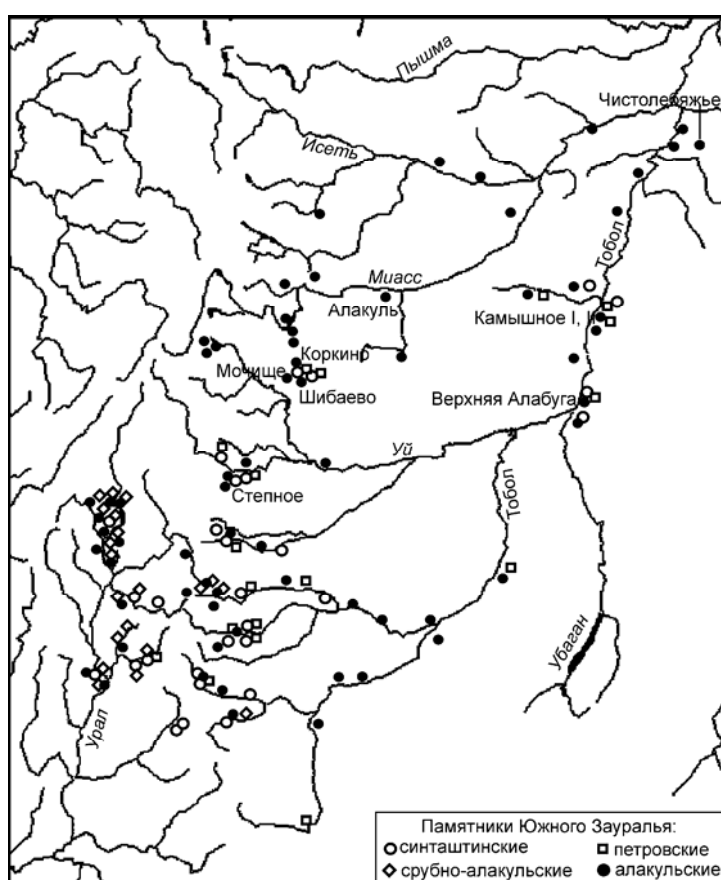 Пышма
Чистолебяжье
Исеть
Тобол
Миасс
Алакуль
Камышное I, II
Коркино
Мочище
Шибаево
Верхняя Алабуга
Уй
Степное
Тобол
Убаган
Урал
Памятники Южного Зауралья:
синташтинские
петровские
срубно-алакульские
алакульские